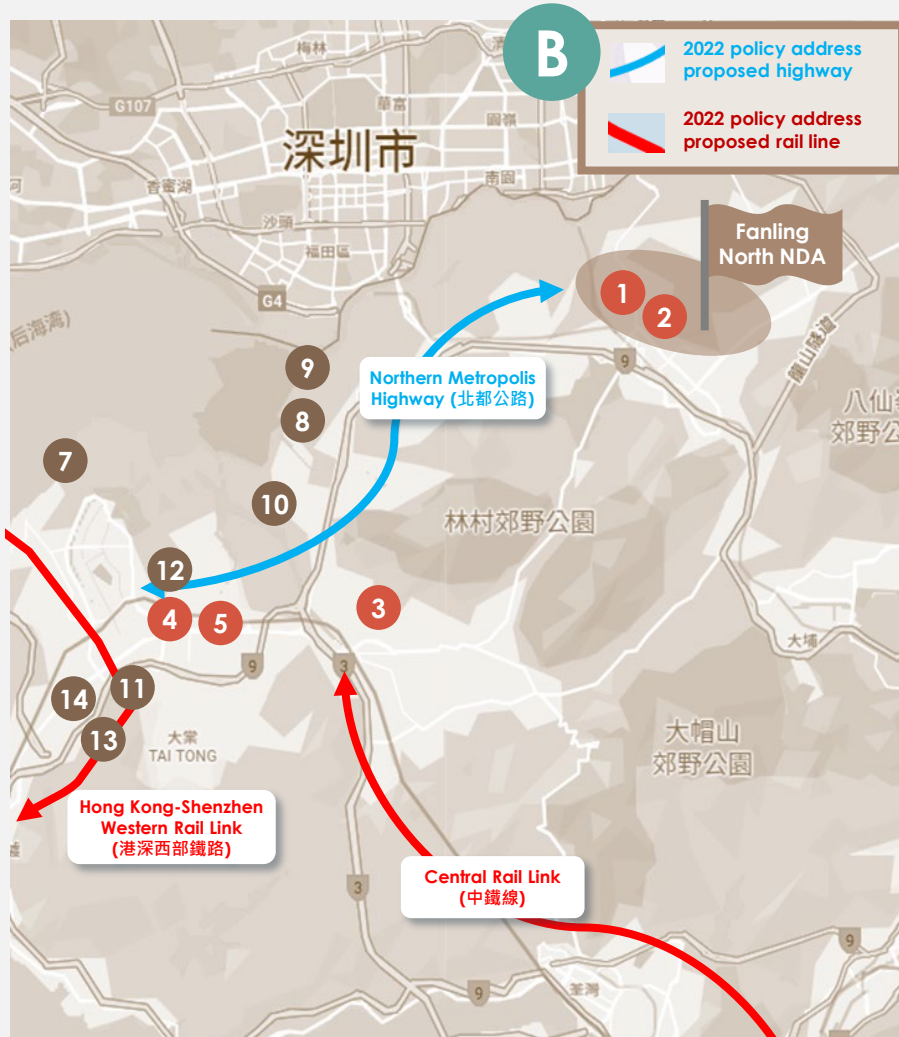 B
2022 policy address
proposed highway
2022 policy address
proposed rail line
梅林
G107
華富
園嶺
深圳市
香蜜湖
南園
沙頭
福田區
G4
Fanling
North NDA
1
2
后海湾)
9
9
Northern Metropolis
Highway (北都公路)
8
八仙
郊野公
7
10
林村郊野公園
12
4
5
3
大埔
9
3
14
11
13
大棠
TAI TONG
大帽山
郊野公園
Hong Kong-Shenzhen
Western Rail Link
(港深西部鐵路)
Central Rail Link
(中鐵線)
3
9
9
荃灣